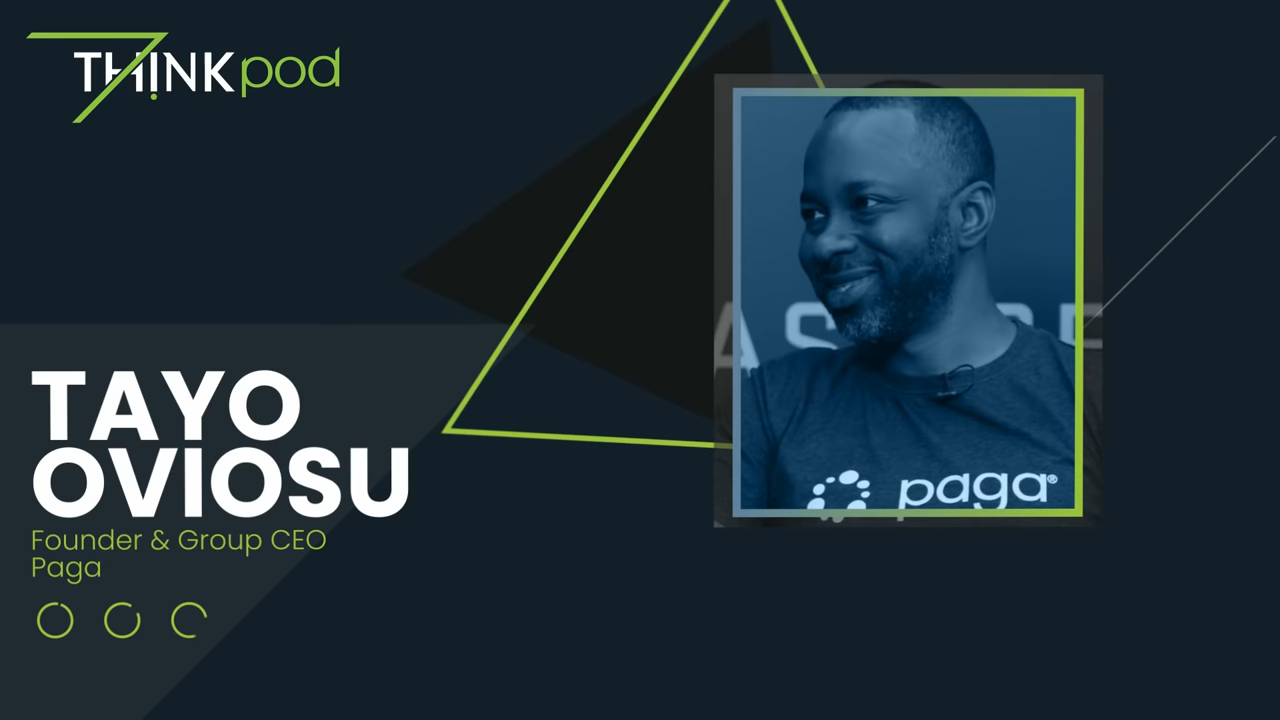 THINKpod
TAYO
OVIOSU
Founder & Group CEO
Paga
paga®